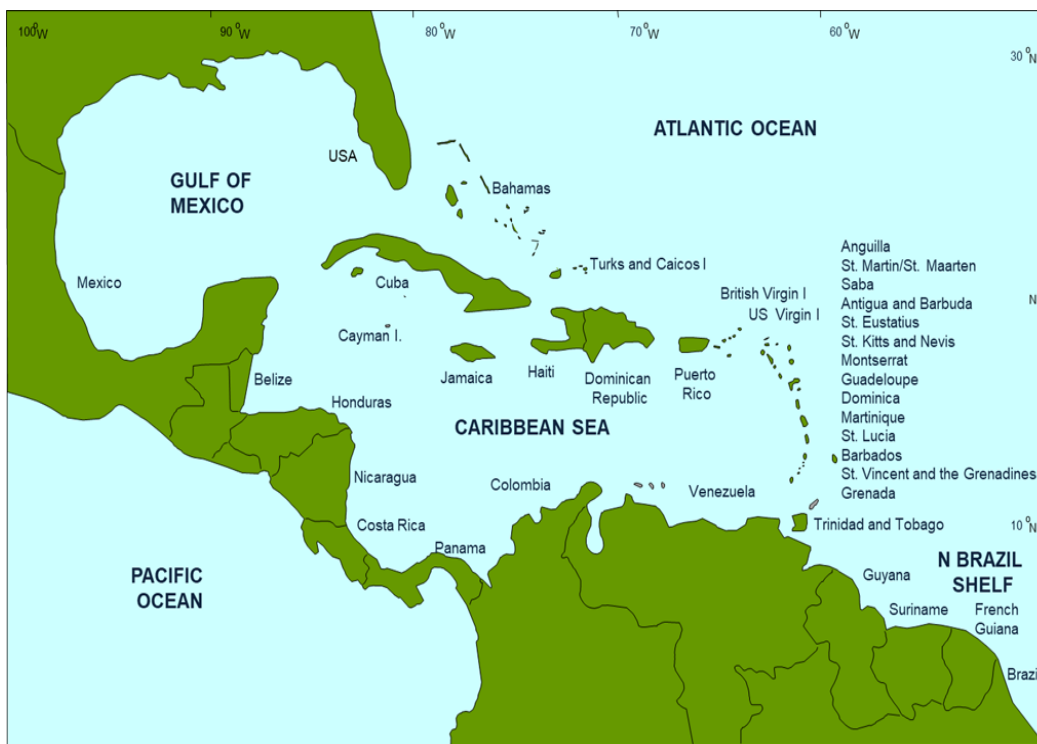 100°W
90°W
80°W
70°W
60°W
30°N
ATLANTIC OCEAN
USA
GULF OF
MEXICO
Bahamas
Anguilla
St. Martin/St. Maarten
Saba
Antigua and Barbuda
St. Eustatius
St. Kitts and Nevis
Montserrat
Guadeloupe
Dominica
Martinique
St. Lucia
Barbados
St. Vincent and the Grenadines
Grenada
Turks and Caicos I
Mexico
Cuba
British Virgin I
US Virgin I
N
Cayman I.
Jamaica
Haiti
Dominican
Republic
Puerto
Rico
Belize
Honduras
CARIBBEAN SEA
Nicaragua
Colombia
Venezuela
Costa Rica
Trinidad and Tobago
10°N
Panama
PACIFIC
OCEAN
N BRAZIL
SHELF
Guyana
Suriname
French
Guiana
Brazi